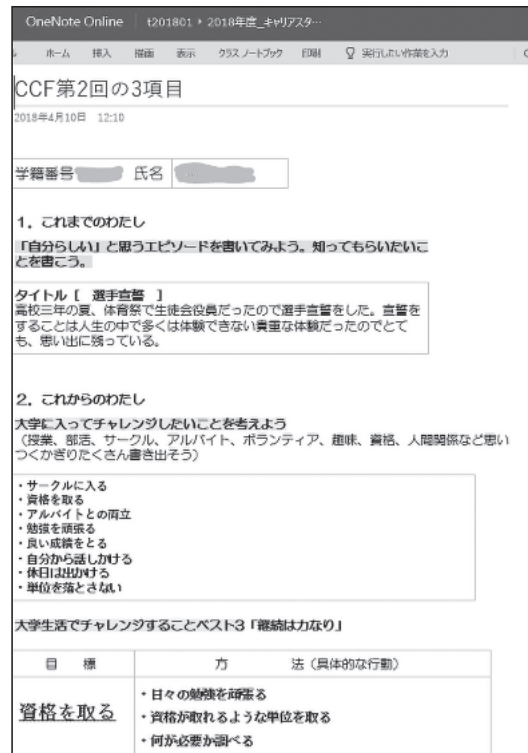 OneNote Online t201801 ▸ 2018年度_キャリアスタ…
ホーム 挿入 描画 表示 クラス ノートブック 印刷 実行したい作業を入力
CCF第2回の3項目
2018年4月10日 12:10
学籍番号 氏名
1．これまでのわたし
「自分らしい」と思うエピソードを書いてみよう。知ってもらいたいこ
とを書こう。
タイトル [ 選手宣誓 ]
高校三年の夏、体育祭で生徒会役員だったので選手宣誓をした。宣誓を
することは人生の中で多くは体験できない貴重な体験だったのでとて
も、思い出に残っている。
2．これからのわたし
大学に入ってチャレンジしたいことを考えよう
（授業、部活、サークル、アルバイト、ボランティア、趣味、資格、人間関係など思い
つくかぎりたくさん書き出そう）
・サークルに入る
・資格を取る
・アルバイトとの両立
・勉強を頑張る
・良い成績をとる
・自分から話しかける
・休日は出かける
・単位を落とさない
大学生活でチャレンジすることベスト3「継続は力なり」
目 標 方 法（具体的な行動）
・日々の勉強を頑張る
資格を取る ・資格が取れるような単位を取る
・何が必要か調べる